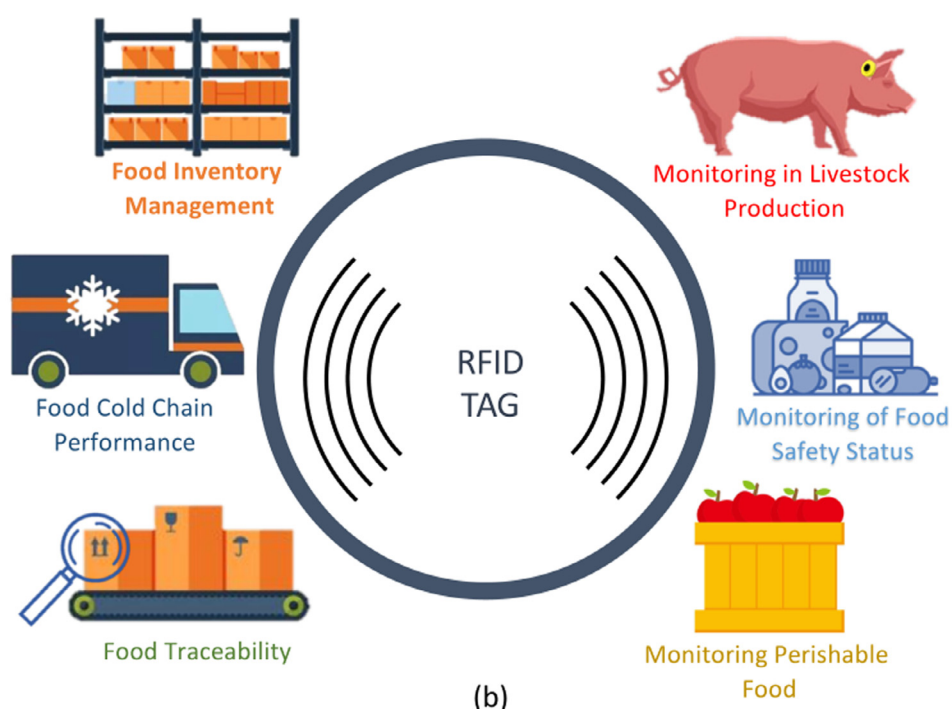 Food Inventory
Management
Monitoring in Livestock
Production
RFID
TAG
Food Cold Chain
Performance
Monitoring of Food
Safety Status
Food Traceability
Monitoring Perishable
Food
(b)